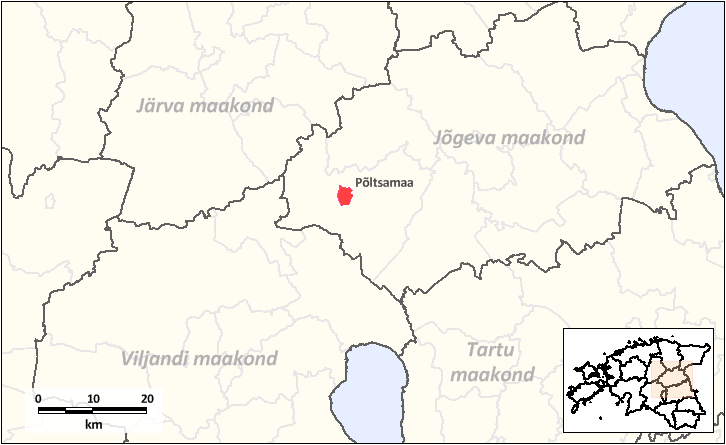 Järva maakond
Jõgeva maakond
Põltsamaa
Viljandi maakond
Tartu
maakond
0 10 20
km